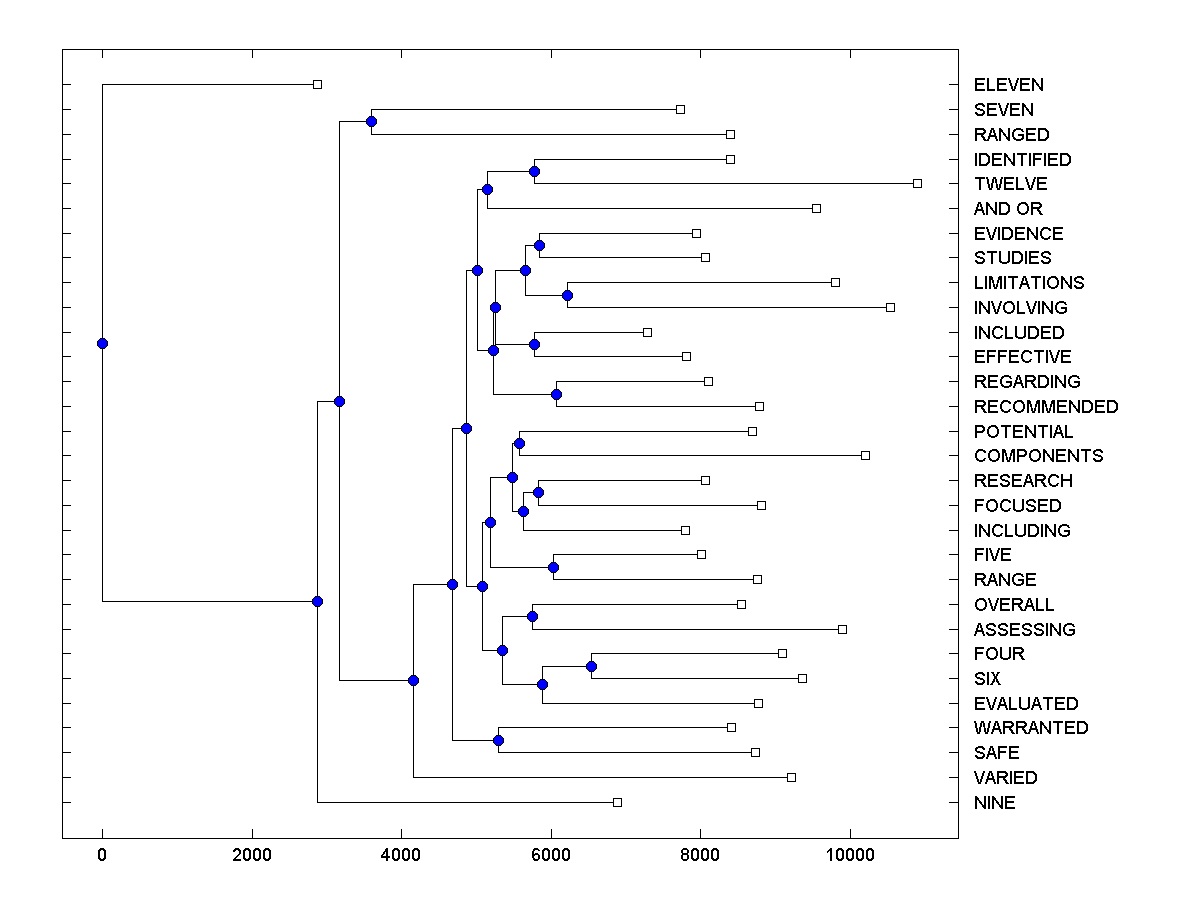 ELEVEN
SEVEN
RANGED
IDENTIFIED
TWELVE
AND OR
EVIDENCE
STUDIES
LIMITATIONS
INVOLVING
INCLUDED
EFFECTIVE
REGARDING
RECOMMENDED
POTENTIAL
COMPONENTS
RESEARCH
FOCUSED
INCLUDING
FIVE
RANGE
OVERALL
ASSESSING
FOUR
SIX
EVALUATED
WARRANTED
SAFE
VARIED
NINE
0 2000 4000 6000 8000 10000